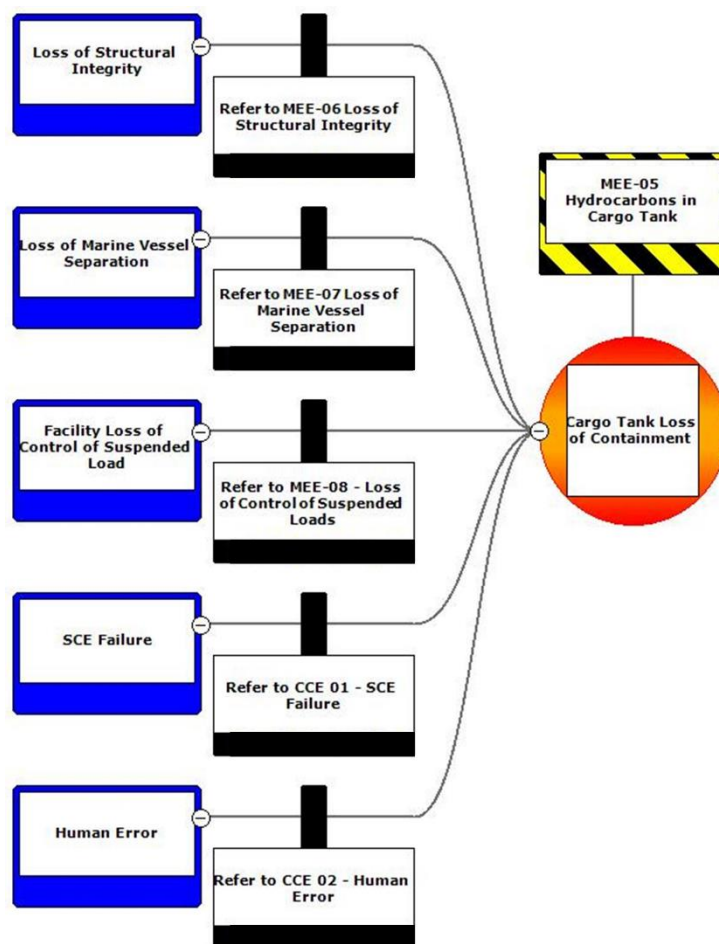 Loss of Structural
Integrity
Refer to MEE-06 Loss of
Structural Integrity
MEE-05
Hydrocarbons in
Cargo Tank
Loss of Marine Vessel
Separation
Refer to MEE-07 Loss of
Marine Vessel
Separation
Facility Loss of
Control of Suspended
Load
Refer to MEE-08 - Loss
of Control of Suspended
Loads
Cargo Tank Loss
of Containment
SCE Failure
Refer to CCE 01 - SCE
Failure
Human Error
Refer to CCE 02 - Human
Error